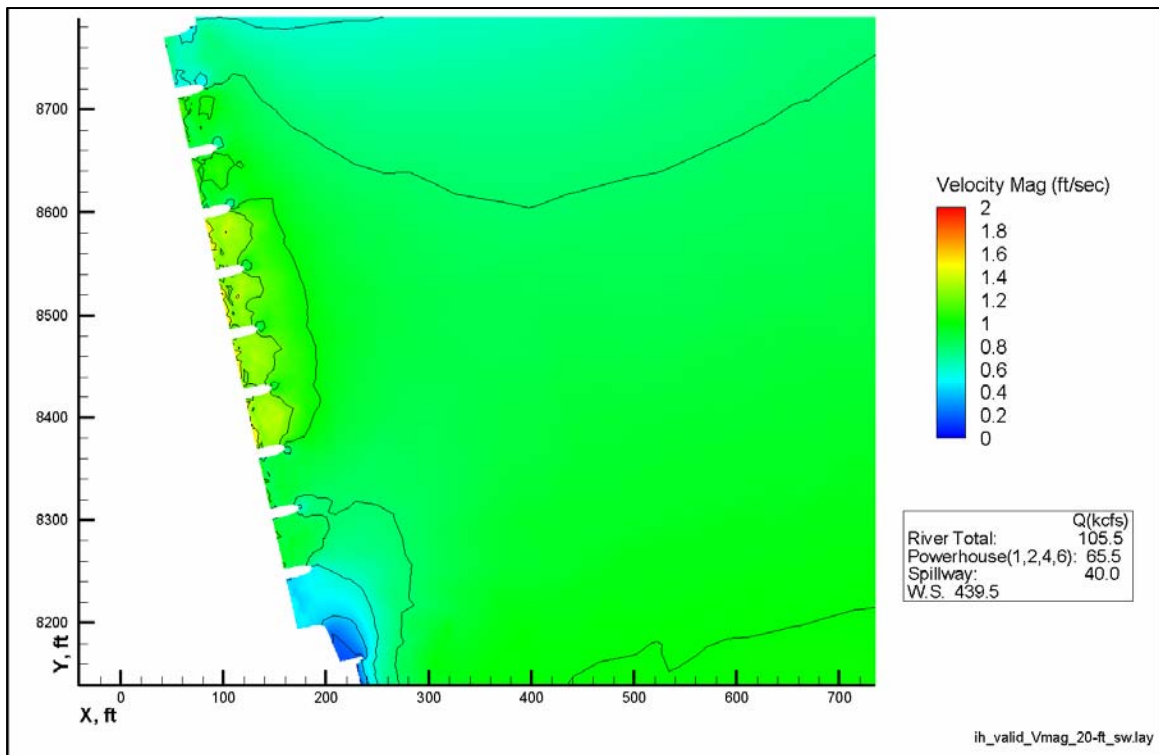 8700
8600
8500
8400
8300
8200
Y, ft
0
100
200
300
400
500
600
700
X, ft
Velocity Mag (ft/sec)
2
1.8
1.6
1.4
1.2
1
0.8
0.6
0.4
0.2
0
Q(kcfs)
River Total: 105.5
Powerhouse(1,2,4,6): 65.5
Spillway: 40.0
W.S. 439.5
ih_valid_Vmag_20-ft_sw.lay